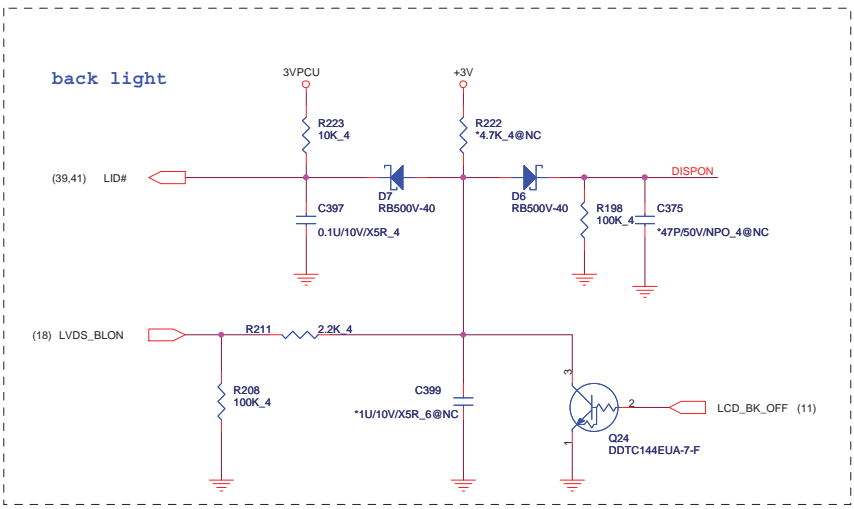 back light
3VPCU
+3V
R223
10K_4
R222
*4.7K_4@NC
(39,41) LID#
DISPON
D7
RB500V-40
D6
RB500V-40
C397
0.1U/10V/X5R_4
R198
100K_4
C375
*47P/50V/NPO_4@NC
(18) LVDS_BLON
R211
2.2K_4
R208
100K_4
C399
*1U/10V/X5R_6@NC
3
2
LCD_BK_OFF (11)
1
Q24
DDTC144EUA-7-F